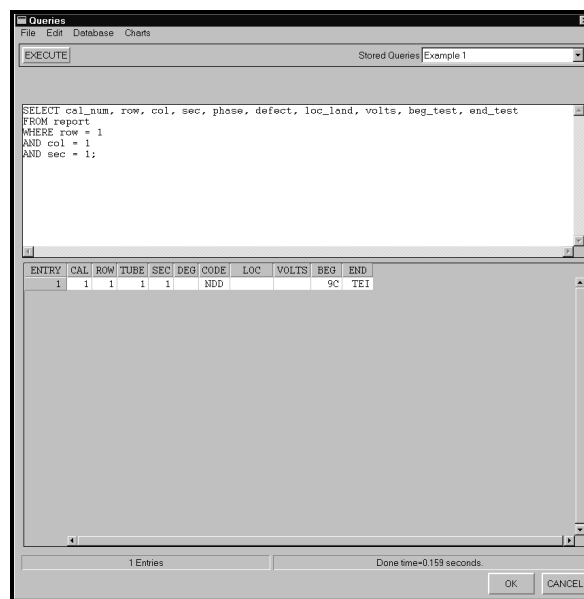 Queries
File Edit Database Charts
EXECUTE Stored Queries Example 1
SELECT cal_num, row, col, sec, phase, defect, loc_land, volts, beg_test, end_test
FROM report
WHERE row = 1
AND col = 1
AND sec = 1;
ENTRY CAL ROW TUBE SEC DEG CODE LOC VOLTS BEG END
1 1 1 1 1 NDD 9C TEI
1 Entries Done time=0.159 seconds.
OK CANCEL